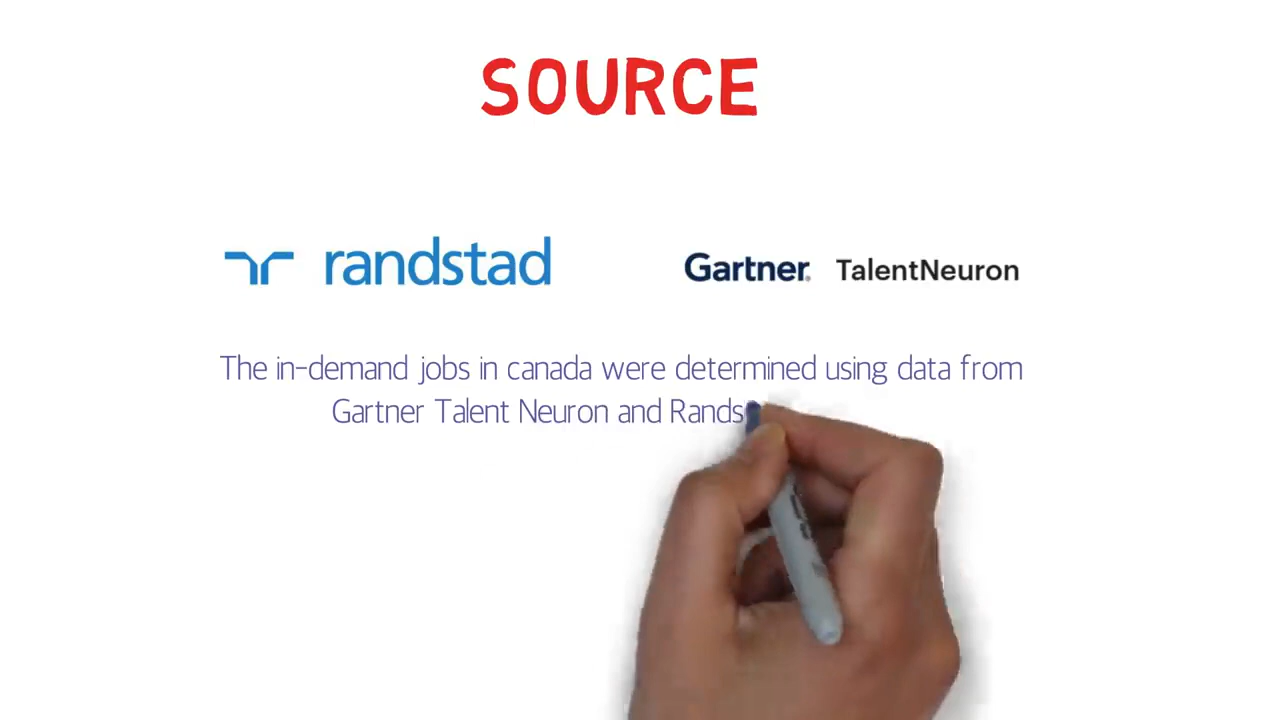 SOURCE
randstad
Gartner. TalentNeuron
The in-demand jobs in canada were determined using data from
Gartner Talent Neuron and Rands